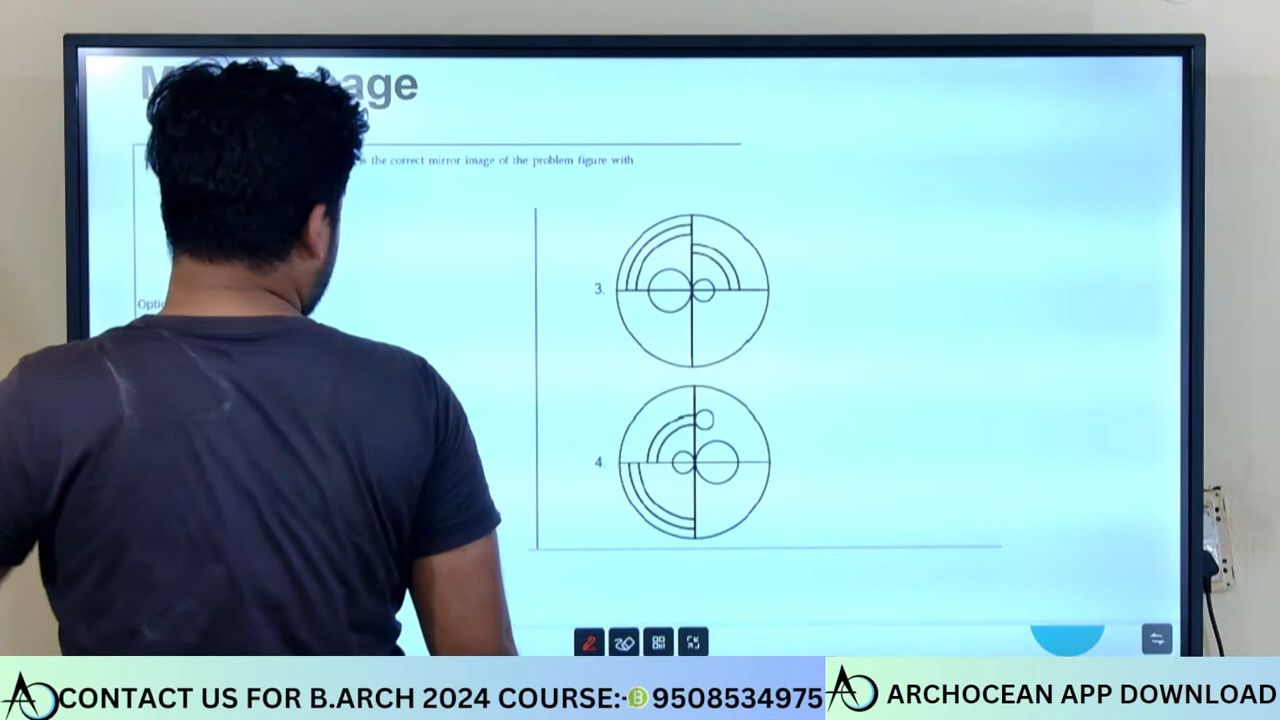 age
the correct mirror image of the problem figure with
3.
Optio
4.
CONTACT US FOR B.ARCH 2024 COURSE:- 9508534975
ARCHOCEAN APP DOWNLOAD